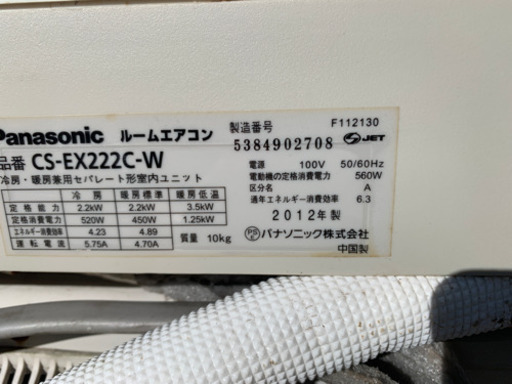 Panasonic ルームエアコン
品番 CS-EX222C-W
冷房・暖房兼用セパレート形室内ユニット
冷房 暖房標準 暖房低温
定格能力 2.2kW 2.2kW 3.5kW
定格消費電力 520W 450W 1.25kW
エネルギー消費効率 4.23 4.89
運転電流 5.75A 4.70A
質量 10kg
F112130
製造番号 5384902708 JET
電源 100V 50/60Hz
電動機の定格消費電力 560W
区分名 A
通年エネルギー消費効率 6.3
2012年製
PS パナソニック株式会社
中国製